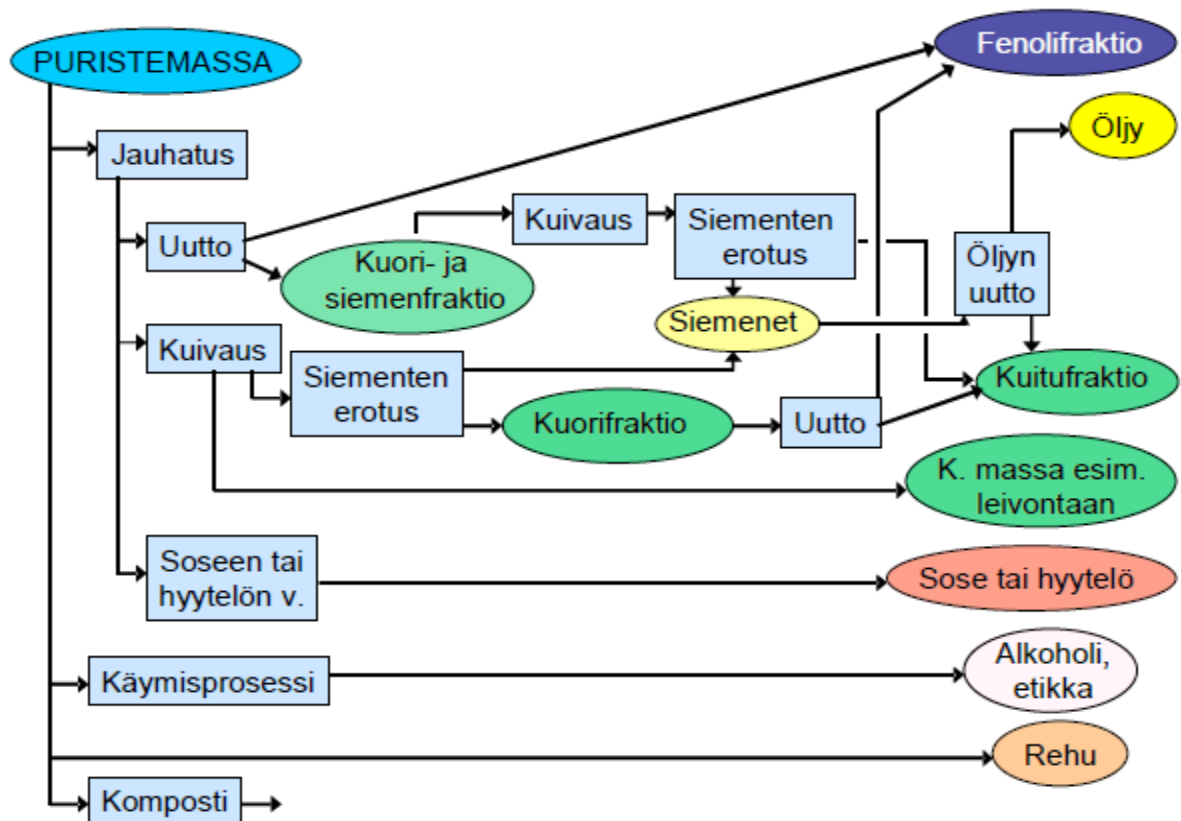 PURISTEMASSA
Fenolifraktio
Öljy
Jauhatus
Uutto
Kuori- ja
siemenfraktio
Kuivaus
Siementen
erotus
Öljyn
uutto
Siemenet
Kuivaus
Siementen
erotus
Kuorifraktio
Uutto
Kuitufraktio
K. massa esim.
leivontaan
Soseen tai
hyytelön v.
Sose tai hyytelö
Käymisprosessi
Alkoholi,
etikka
Rehu
Komposti